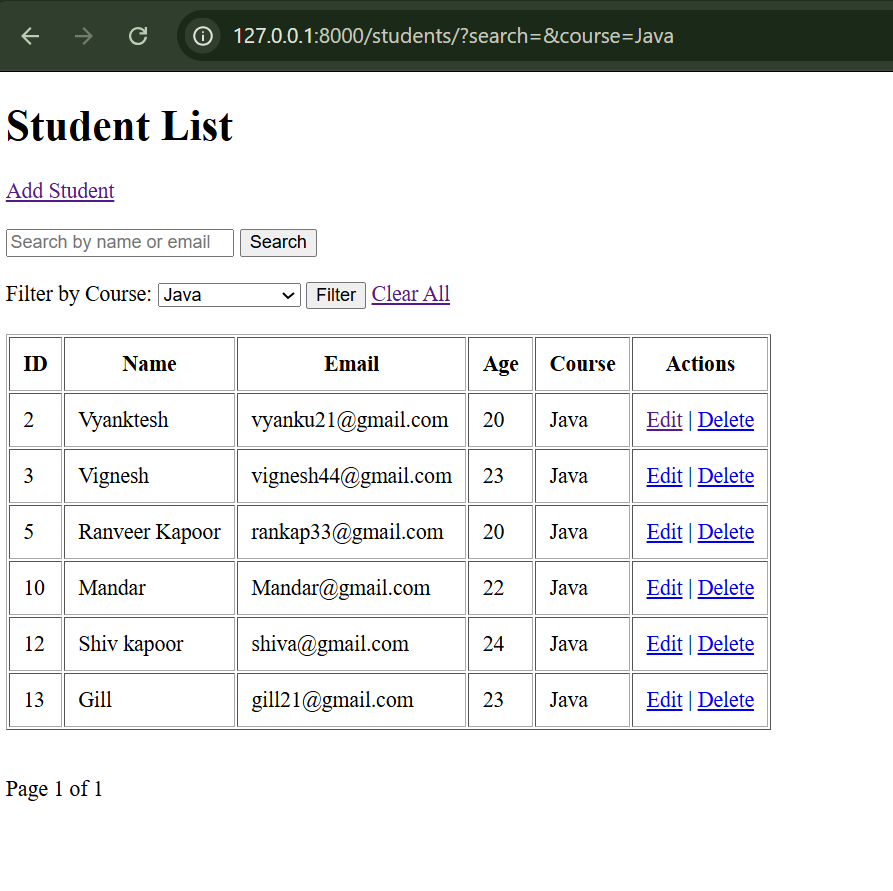 127.0.0.1:8000/students/?search=&course=Java
Student List
Add Student
Search by name or email Search
Filter by Course: Java Filter Clear All
ID Name Email Age Course Actions
2 Vyanktesh vyanku21@gmail.com 20 Java Edit | Delete
3 Vignesh vignesh44@gmail.com 23 Java Edit | Delete
5 Ranveer Kapoor rankap33@gmail.com 20 Java Edit | Delete
10 Mandar Mandar@gmail.com 22 Java Edit | Delete
12 Shiv kapoor shiva@gmail.com 24 Java Edit | Delete
13 Gill gill21@gmail.com 23 Java Edit | Delete
Page 1 of 1